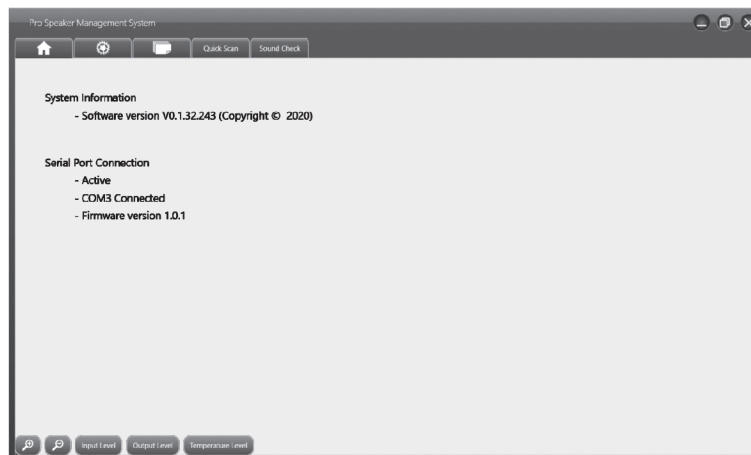 Pro Speaker Management System
Quick Scan
Sound Check
System Information
- Software version V0.1.32.243 (Copyright © 2020)
Serial Port Connection
- Active
- COM3 Connected
- Firmware version 1.0.1
Input Level
Output Level
Temperature Level